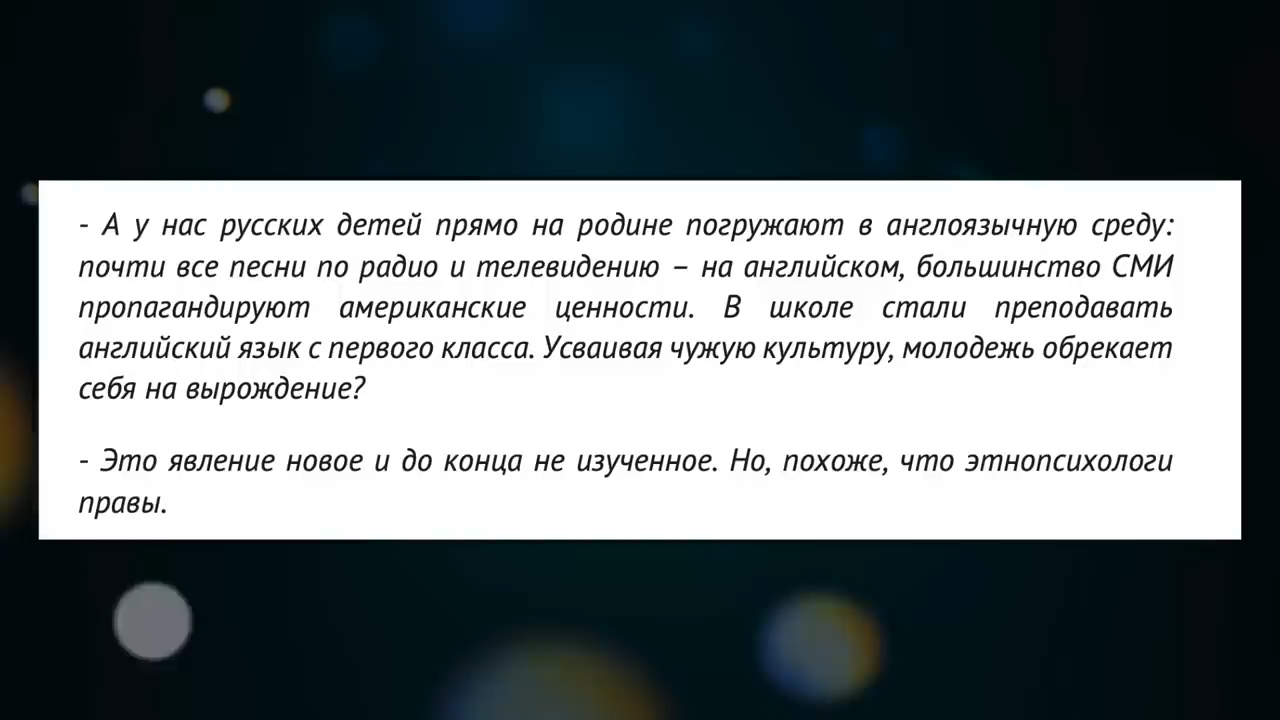 - А у нас русских детей прямо на родине погружают в англоязычную среду:
почти все песни по радио и телевидению – на английском, большинство СМИ
пропагандируют американские ценности. В школе стали преподавать
английский язык с первого класса. Усваивая чужую культуру, молодежь обрекает
себя на вырождение?
- Это явление новое и до конца не изученное. Но, похоже, что этнопсихологи
правы.